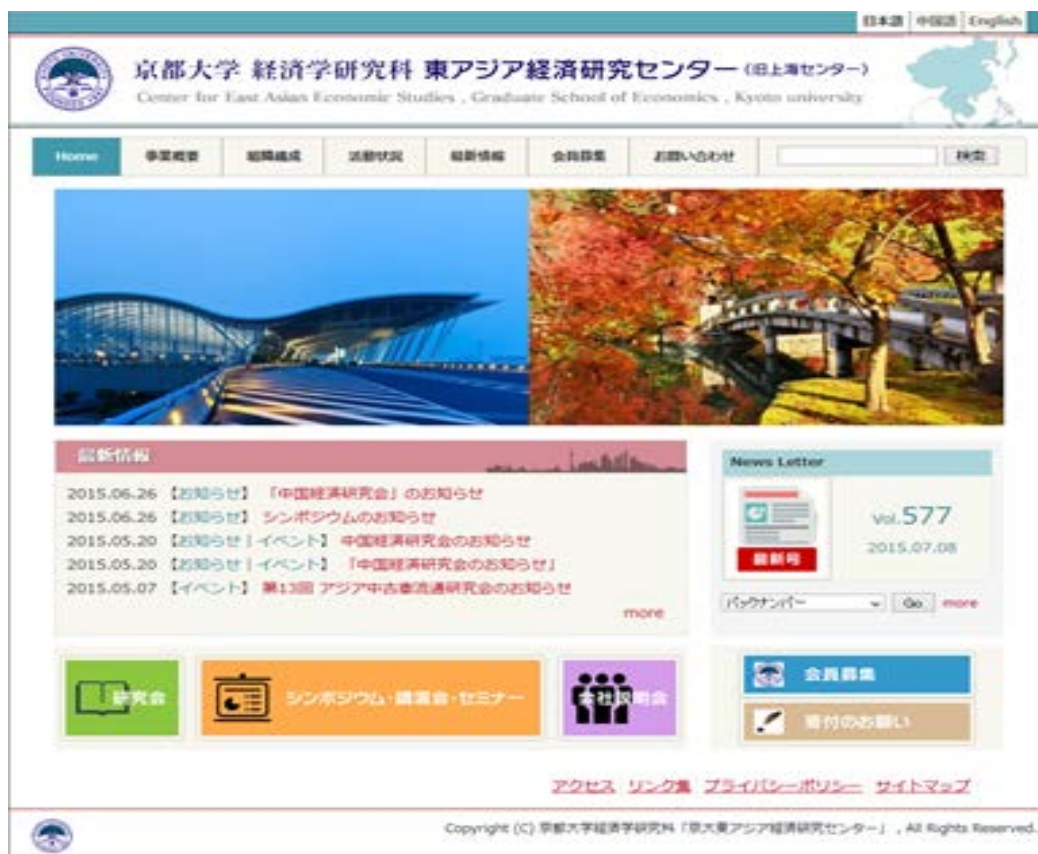 日本語 中国語 English
京都大学 経済学研究科 東アジア経済研究センター (旧上海センター)
Center for East Asian Economic Studies , Graduate School of Economics , Kyoto university
Home 事業概要 組織構成 活動状況 最新情報 会員募集 お問い合わせ 検索
最新情報
2015.06.26 【お知らせ】 「中国経済研究会」のお知らせ
2015.06.26 【お知らせ】 シンポジウムのお知らせ
2015.05.20 【お知らせ | イベント】 中国経済研究会のお知らせ
2015.05.20 【お知らせ | イベント】 「中国経済研究会のお知らせ」
2015.05.07 【イベント】 第13回 アジア中古車流通研究会のお知らせ
more
News Letter
Vol.577
2015.07.08
最新号
バックナンバー Go more
研究会
シンポジウム・講演会・セミナー
会社説明会
会員募集
寄付のお願い
アクセス リンク集 プライバシーポリシー サイトマップ
Copyright (C) 京都大学経済学研究科「京大東アジア経済研究センター」 , All Rights Reserved.